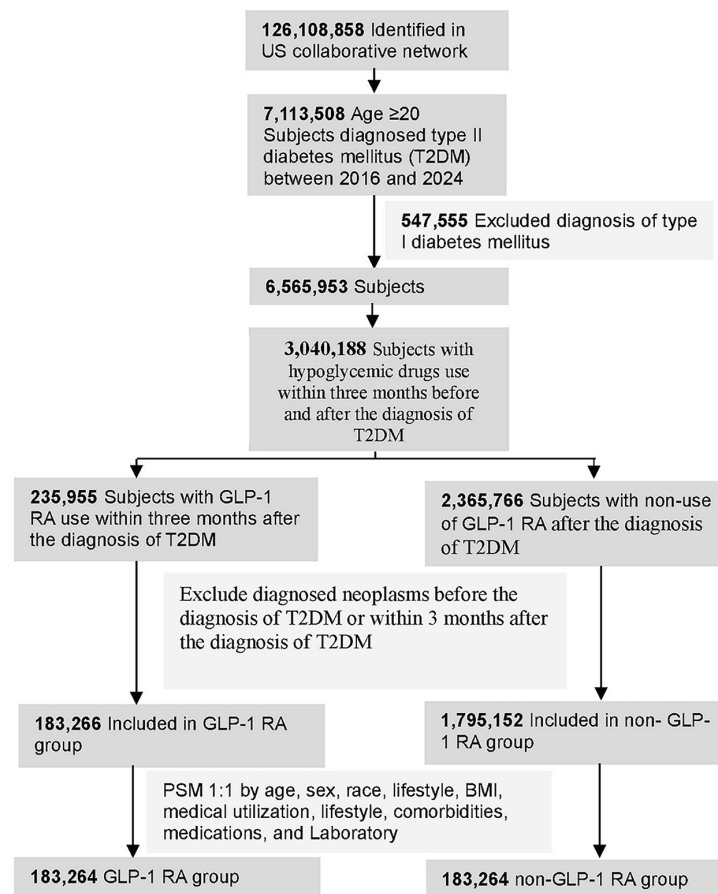 126,108,858 Identified in
US collaborative network
7,113,508 Age ≥20
Subjects diagnosed type II
diabetes mellitus (T2DM)
between 2016 and 2024
547,555 Excluded diagnosis of type
I diabetes mellitus
6,565,953 Subjects
3,040,188 Subjects with
hypoglycemic drugs use
within three months before
and after the diagnosis of
T2DM
235,955 Subjects with GLP-1
RA use within three months after
the diagnosis of T2DM
2,365,766 Subjects with non-use
of GLP-1 RA after the diagnosis
of T2DM
Exclude diagnosed neoplasms before the
diagnosis of T2DM or within 3 months after
the diagnosis of T2DM
183,266 Included in GLP-1 RA
group
1,795,152 Included in non- GLP-
1 RA group
PSM 1:1 by age, sex, race, lifestyle, BMI,
medical utilization, lifestyle, comorbidities,
medications, and Laboratory
183,264 GLP-1 RA group
183,264 non-GLP-1 RA group